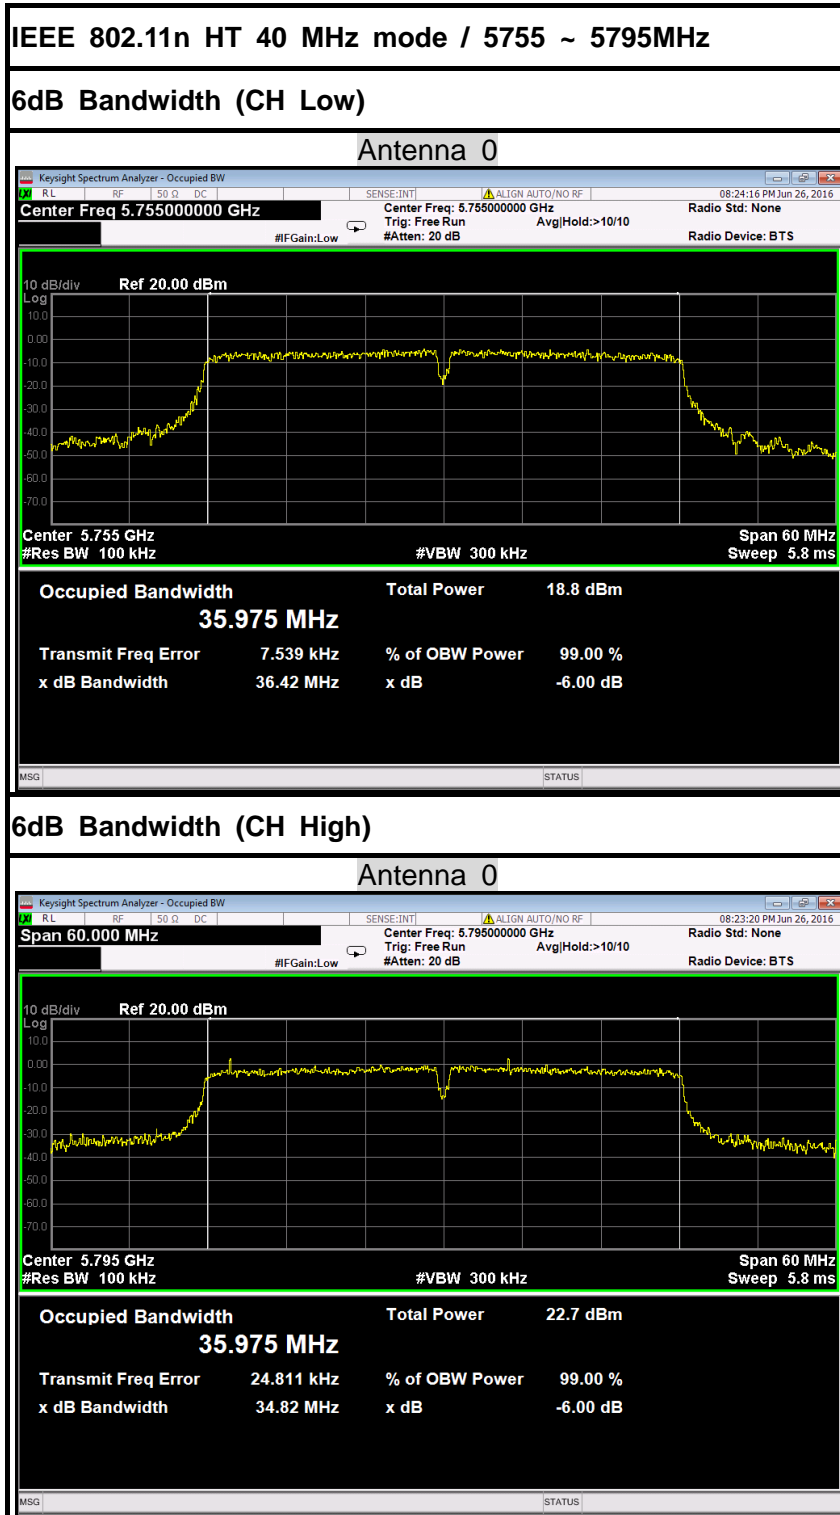 IEEE 802.11n HT 40 MHz mode / 5755 ~ 5795MHz
6dB Bandwidth (CH Low)
Antenna 0
Keysight Spectrum Analyzer - Occupied BW
LXI RL RF 50 Ω DC SENSE:INT ALIGN AUTO/NO RF 08:24:16 PM Jun 26, 2016
Center Freq 5.755000000 GHz Center Freq: 5.755000000 GHz Radio Std: None
Trig: Free Run Avg|Hold:>10/10
#IFGain:Low #Atten: 20 dB Radio Device: BTS
10 dB/div Ref 20.00 dBm
Log
10.0
0.00
-10.0
-20.0
-30.0
-40.0
-50.0
-60.0
-70.0
Center 5.755 GHz Span 60 MHz
#Res BW 100 kHz #VBW 300 kHz Sweep 5.8 ms
Occupied Bandwidth Total Power 18.8 dBm
35.975 MHz
Transmit Freq Error 7.539 kHz % of OBW Power 99.00 %
x dB Bandwidth 36.42 MHz x dB -6.00 dB
MSG STATUS
6dB Bandwidth (CH High)
Antenna 0
Keysight Spectrum Analyzer - Occupied BW
LXI RL RF 50 Ω DC SENSE:INT ALIGN AUTO/NO RF 08:23:20 PM Jun 26, 2016
Span 60.000 MHz Center Freq: 5.795000000 GHz Radio Std: None
Trig: Free Run Avg|Hold:>10/10
#IFGain:Low #Atten: 20 dB Radio Device: BTS
10 dB/div Ref 20.00 dBm
Log
10.0
0.00
-10.0
-20.0
-30.0
-40.0
-50.0
-60.0
-70.0
Center 5.795 GHz Span 60 MHz
#Res BW 100 kHz #VBW 300 kHz Sweep 5.8 ms
Occupied Bandwidth Total Power 22.7 dBm
35.975 MHz
Transmit Freq Error 24.811 kHz % of OBW Power 99.00 %
x dB Bandwidth 34.82 MHz x dB -6.00 dB
MSG STATUS